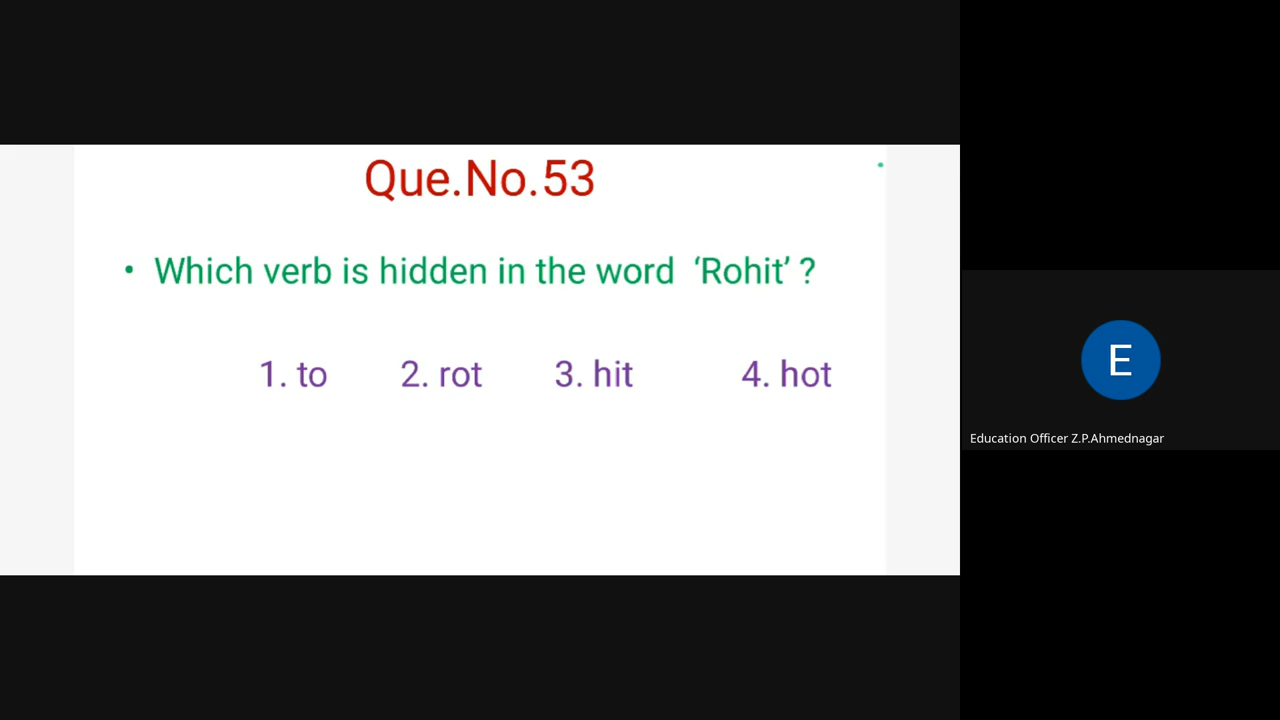 Que.No.53
• Which verb is hidden in the word ‘Rohit’ ?
1. to 2. rot 3. hit 4. hot
E
Education Officer Z.P.Ahmednagar